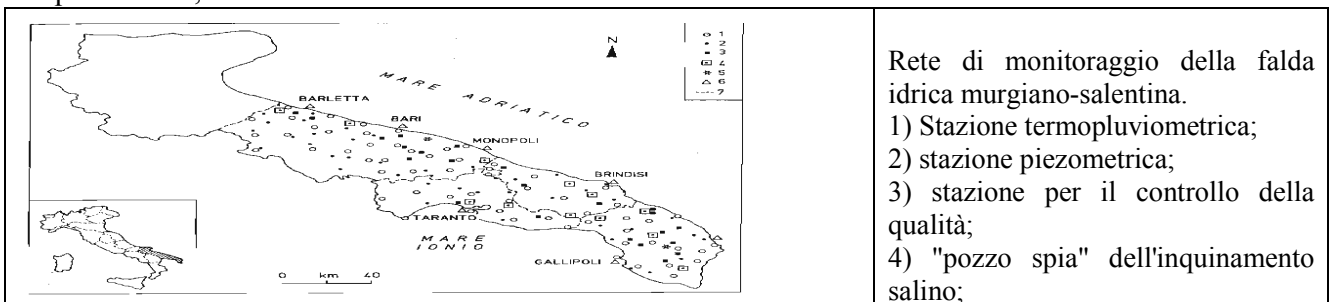 N
1
2
3
4
5
6
7
MARE ADRIATICO
BARLETTA
BARI
MONOPOLI
BRINDISI
TARANTO
MARE
IONIO
GALLIPOLI
0 km 40
Rete di monitoraggio della falda
idrica murgiano-salentina.
1) Stazione termopluviometrica;
2) stazione piezometrica;
3) stazione per il controllo della
qualità;
4) "pozzo spia" dell'inquinamento
salino;